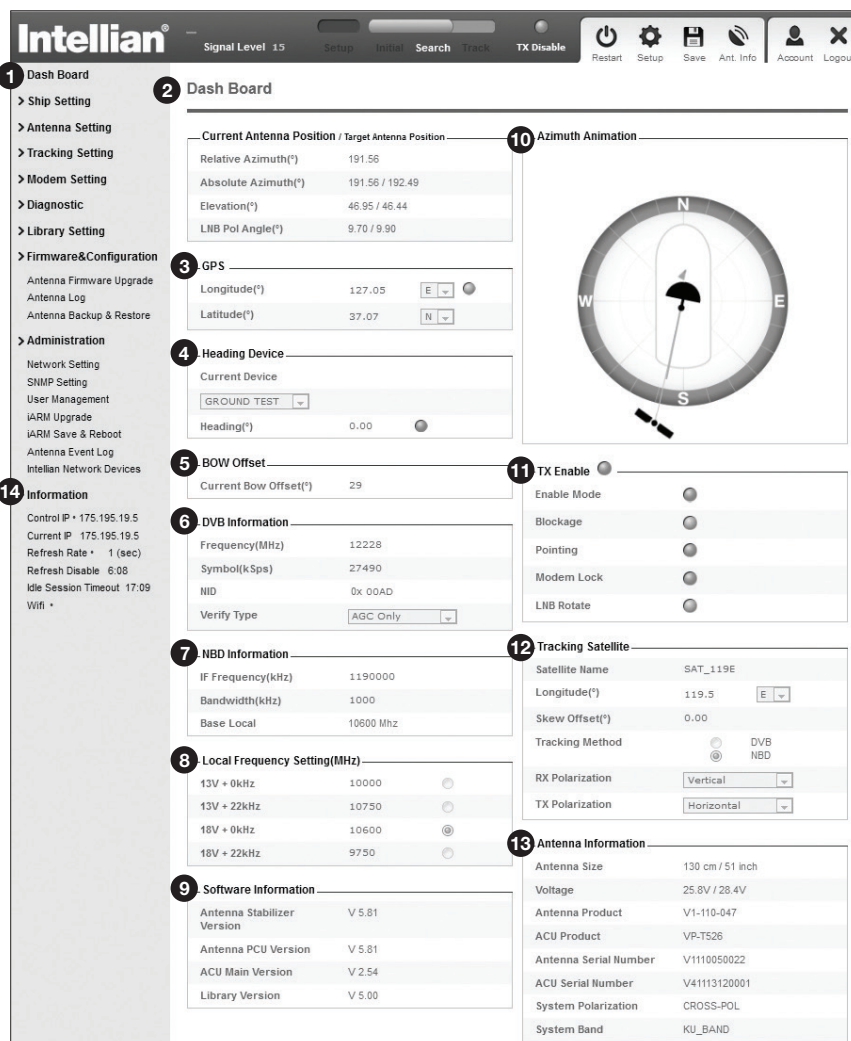 Intellian®
Signal Level 15
Setup Initial Search Track
TX Disable
Restart Setup Save Ant. Info Account Logou
1 Dash Board
> Ship Setting
> Antenna Setting
> Tracking Setting
> Modem Setting
> Diagnostic
> Library Setting
> Firmware&Configuration
Antenna Firmware Upgrade
Antenna Log
Antenna Backup & Restore
> Administration
Network Setting
SNMP Setting
User Management
iARM Upgrade
iARM Save & Reboot
Antenna Event Log
Intellian Network Devices
14 Information
Control IP • 175.195.19.5
Current IP 175.195.19.5
Refresh Rate • 1 (sec)
Refresh Disable 6:08
Idle Session Timeout 17:09
Wifi •
2 Dash Board
Current Antenna Position / Target Antenna Position
Relative Azimuth(°) 191.56
Absolute Azimuth(°) 191.56 / 192.49
Elevation(°) 46.95 / 46.44
LNB Pol Angle(°) 9.70 / 9.90
3 GPS
Longitude(°) 127.05 E
Latitude(°) 37.07 N
4 Heading Device
Current Device
GROUND TEST
Heading(°) 0.00
5 BOW Offset
Current Bow Offset(°) 29
6 DVB Information
Frequency(MHz) 12228
Symbol(kSps) 27490
NID 0x 00AD
Verify Type AGC Only
7 NBD Information
IF Frequency(kHz) 1190000
Bandwidth(kHz) 1000
Base Local 10600 Mhz
8 Local Frequency Setting(MHz)
13V + 0kHz 10000
13V + 22kHz 10750
18V + 0kHz 10600
18V + 22kHz 9750
9 Software Information
Antenna Stabilizer
Version V 5.81
Antenna PCU Version V 5.81
ACU Main Version V 2.54
Library Version V 5.00
10 Azimuth Animation
N
W E
S
11 TX Enable
Enable Mode
Blockage
Pointing
Modem Lock
LNB Rotate
12 Tracking Satellite
Satellite Name SAT_119E
Longitude(°) 119.5 E
Skew Offset(°) 0.00
Tracking Method DVB
NBD
RX Polarization Vertical
TX Polarization Horizontal
13 Antenna Information
Antenna Size 130 cm / 51 inch
Voltage 25.8V / 28.4V
Antenna Product V1-110-047
ACU Product VP-T526
Antenna Serial Number V1110050022
ACU Serial Number V41113120001
System Polarization CROSS-POL
System Band KU_BAND